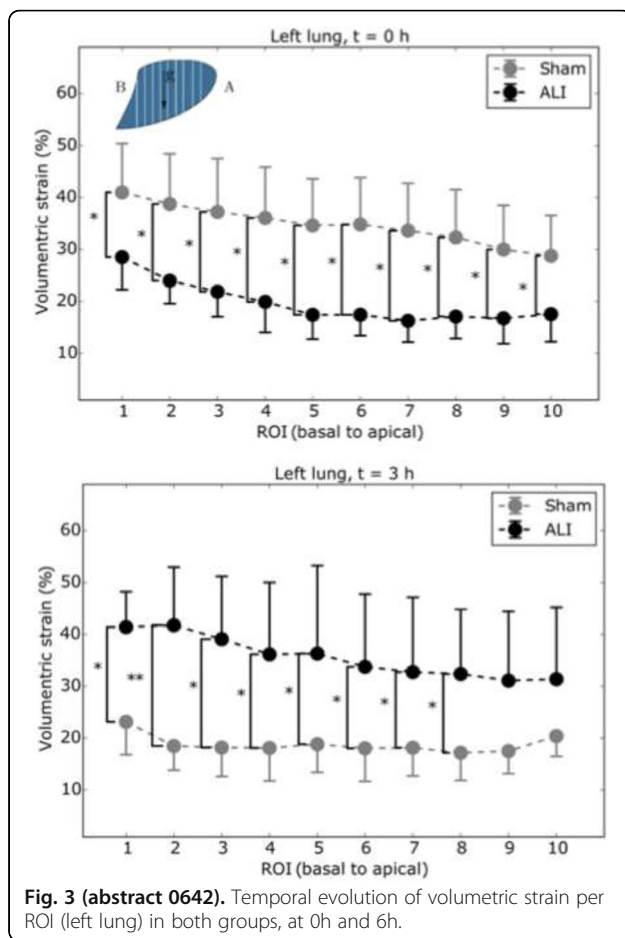 Left lung, t = 0 h
Sham
ALI
B g A
Volumentric strain (%)
60
50
40
30
20
10
* * * * * * * * * *
1 2 3 4 5 6 7 8 9 10
ROI (basal to apical)
Left lung, t = 3 h
Sham
ALI
Volumentric strain (%)
60
50
40
30
20
10
* ** * * * * * *
1 2 3 4 5 6 7 8 9 10
ROI (basal to apical)
Fig. 3 (abstract 0642). Temporal evolution of volumetric strain per
ROI (left lung) in both groups, at 0h and 6h.